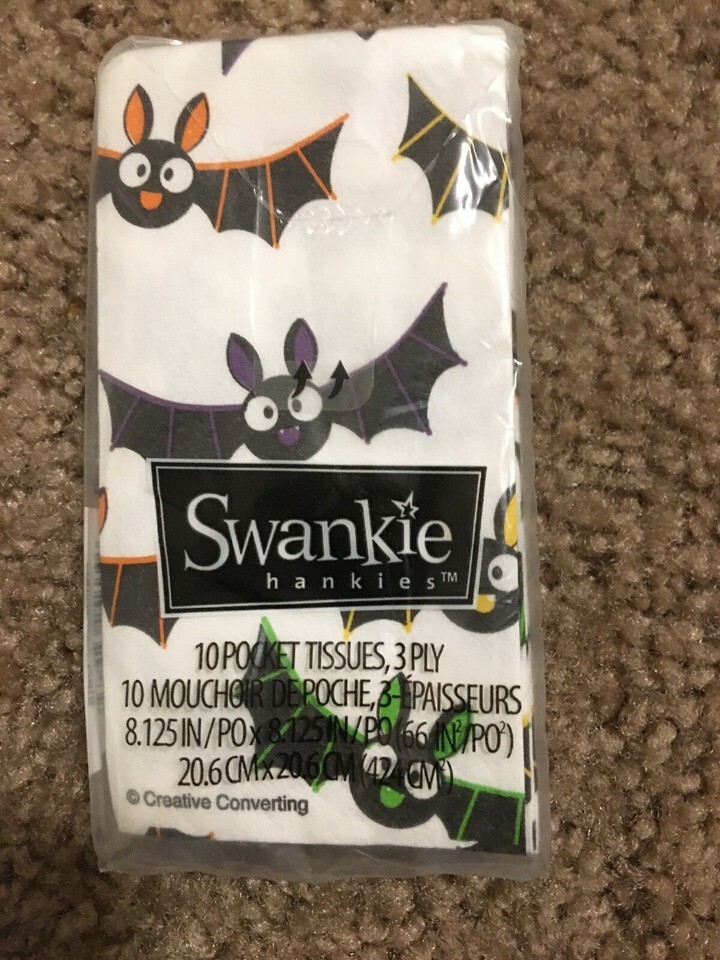 Swankie
hankies™
10 POCKET TISSUES, 3 PLY
10 MOUCHOIR DE POCHE, 3-ÉPAISSEURS
8.125 IN/PO x 8.125 IN/PO (66 IN²/PO²)
20.6 CM x 20.6 CM (424 CM²)
© Creative Converting